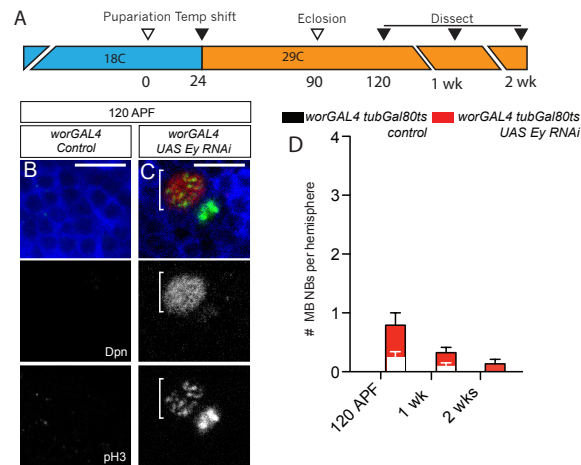 A
Pupariation Temp shift
Eclosion
Dissect
18C
29C
0
24
90
120
1 wk
2 wk
120 APF
worGAL4
Control
worGAL4
UAS Ey RNAi
B
C
Dpn
pH3
worGAL4 tubGal80ts
control
worGAL4 tubGal80ts
UAS Ey RNAi
D
# MB NBs per hemisphere
4
3
2
1
0
120 APF
1 wk
2 wks